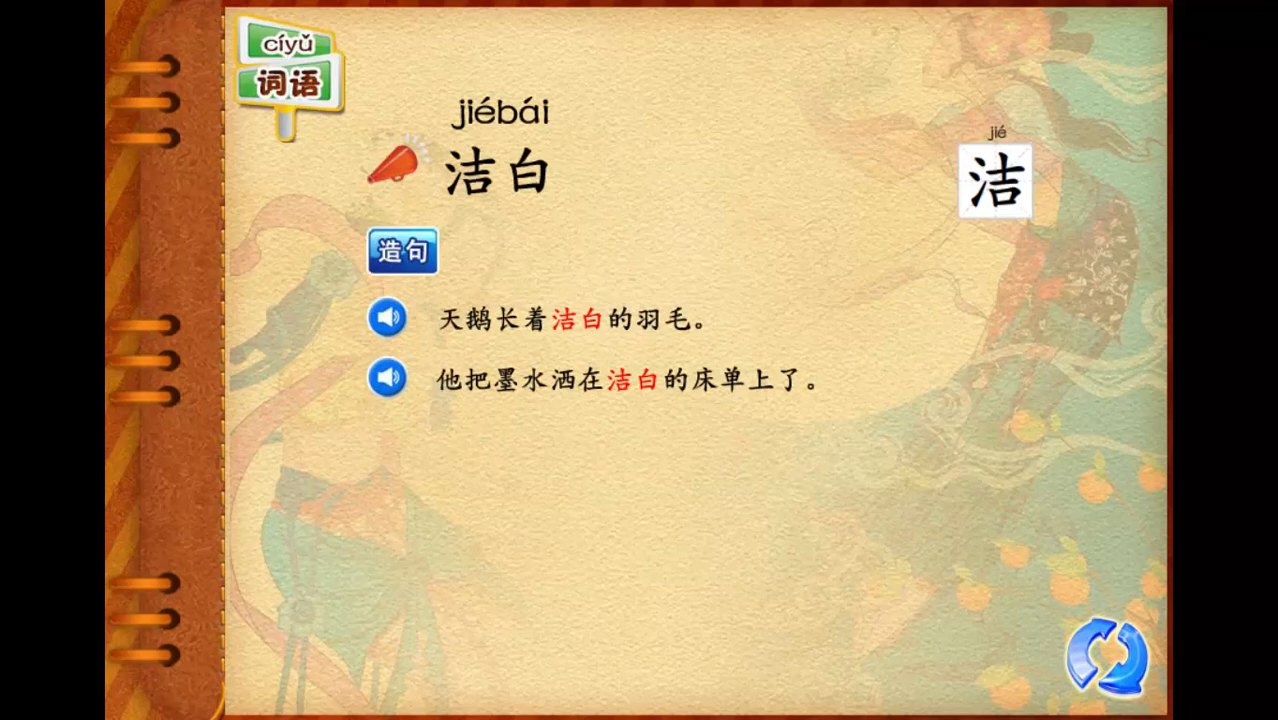 cíyǔ
词语
jiébái
洁白
jié
洁
造句
天鹅长着洁白的羽毛。
他把墨水洒在洁白的床单上了。